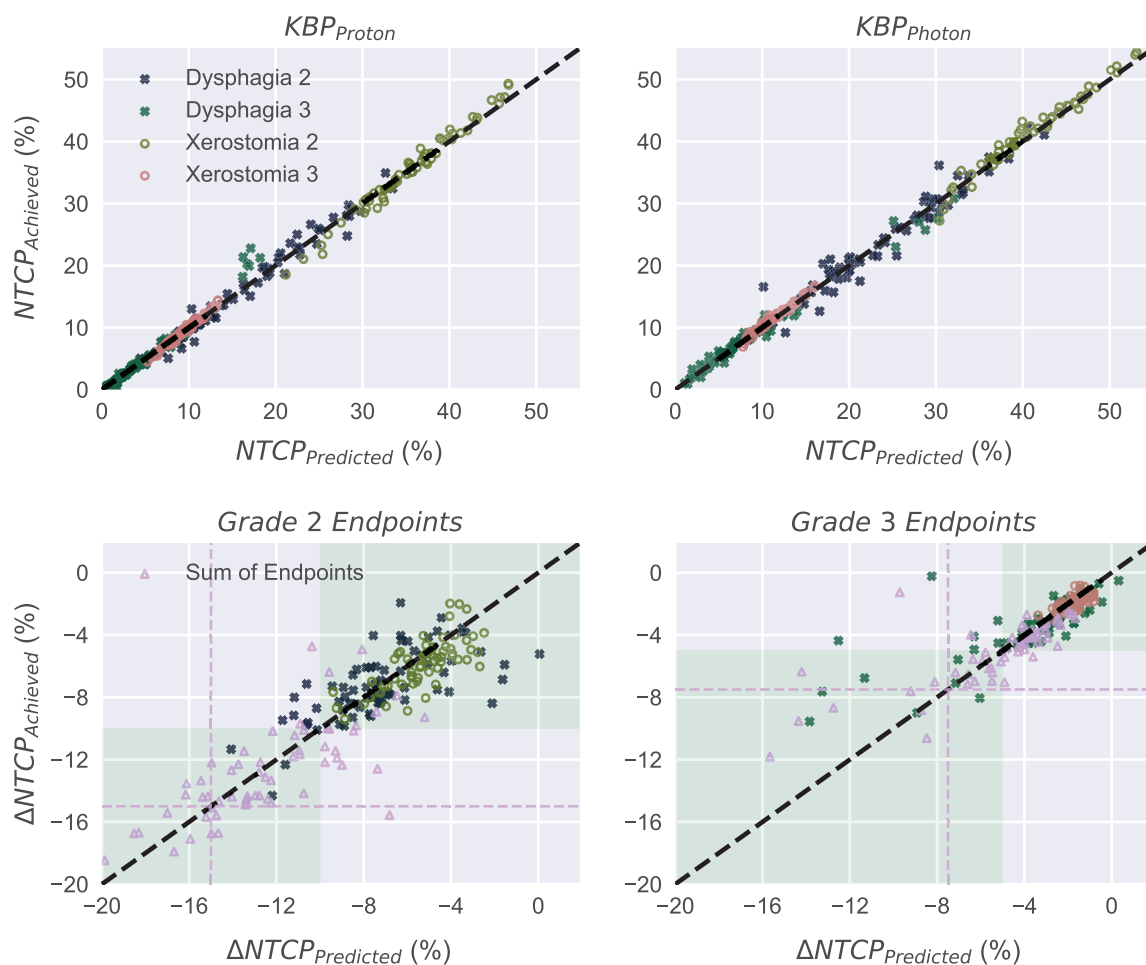 KBP_Proton
KBP_Photon
50
40
30
20
10
0
NTCP_Achieved (%)
Dysphagia 2
Dysphagia 3
Xerostomia 2
Xerostomia 3
0 10 20 30 40 50
NTCP_Predicted (%)
50
40
30
20
10
0
0 10 20 30 40 50
NTCP_Predicted (%)
Grade 2 Endpoints
Grade 3 Endpoints
0
−4
−8
−12
−16
−20
ΔNTCP_Achieved (%)
Sum of Endpoints
−20 −16 −12 −8 −4 0
ΔNTCP_Predicted (%)
0
−4
−8
−12
−16
−20
−20 −16 −12 −8 −4 0
ΔNTCP_Predicted (%)